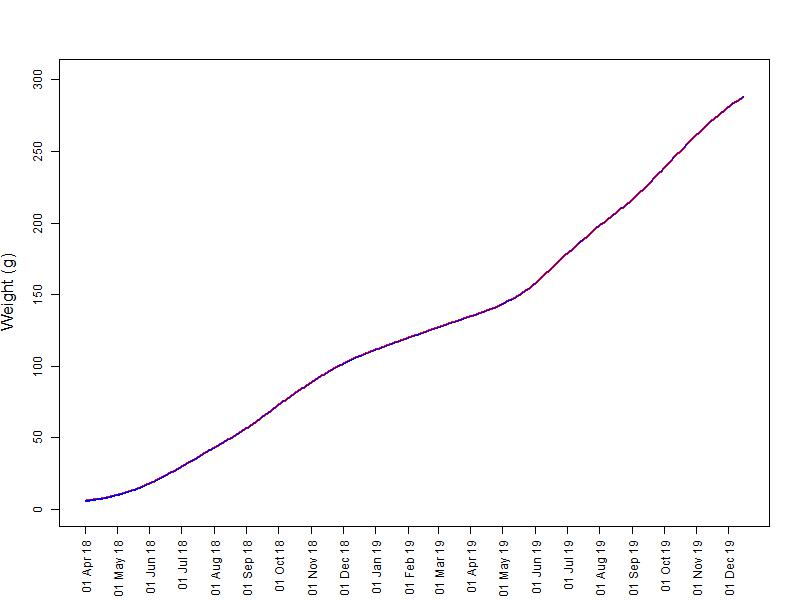 Weight (g)
300
250
200
150
100
50
0
01 Apr 18
01 May 18
01 Jun 18
01 Jul 18
01 Aug 18
01 Sep 18
01 Oct 18
01 Nov 18
01 Dec 18
01 Jan 19
01 Feb 19
01 Mar 19
01 Apr 19
01 May 19
01 Jun 19
01 Jul 19
01 Aug 19
01 Sep 19
01 Oct 19
01 Nov 19
01 Dec 19